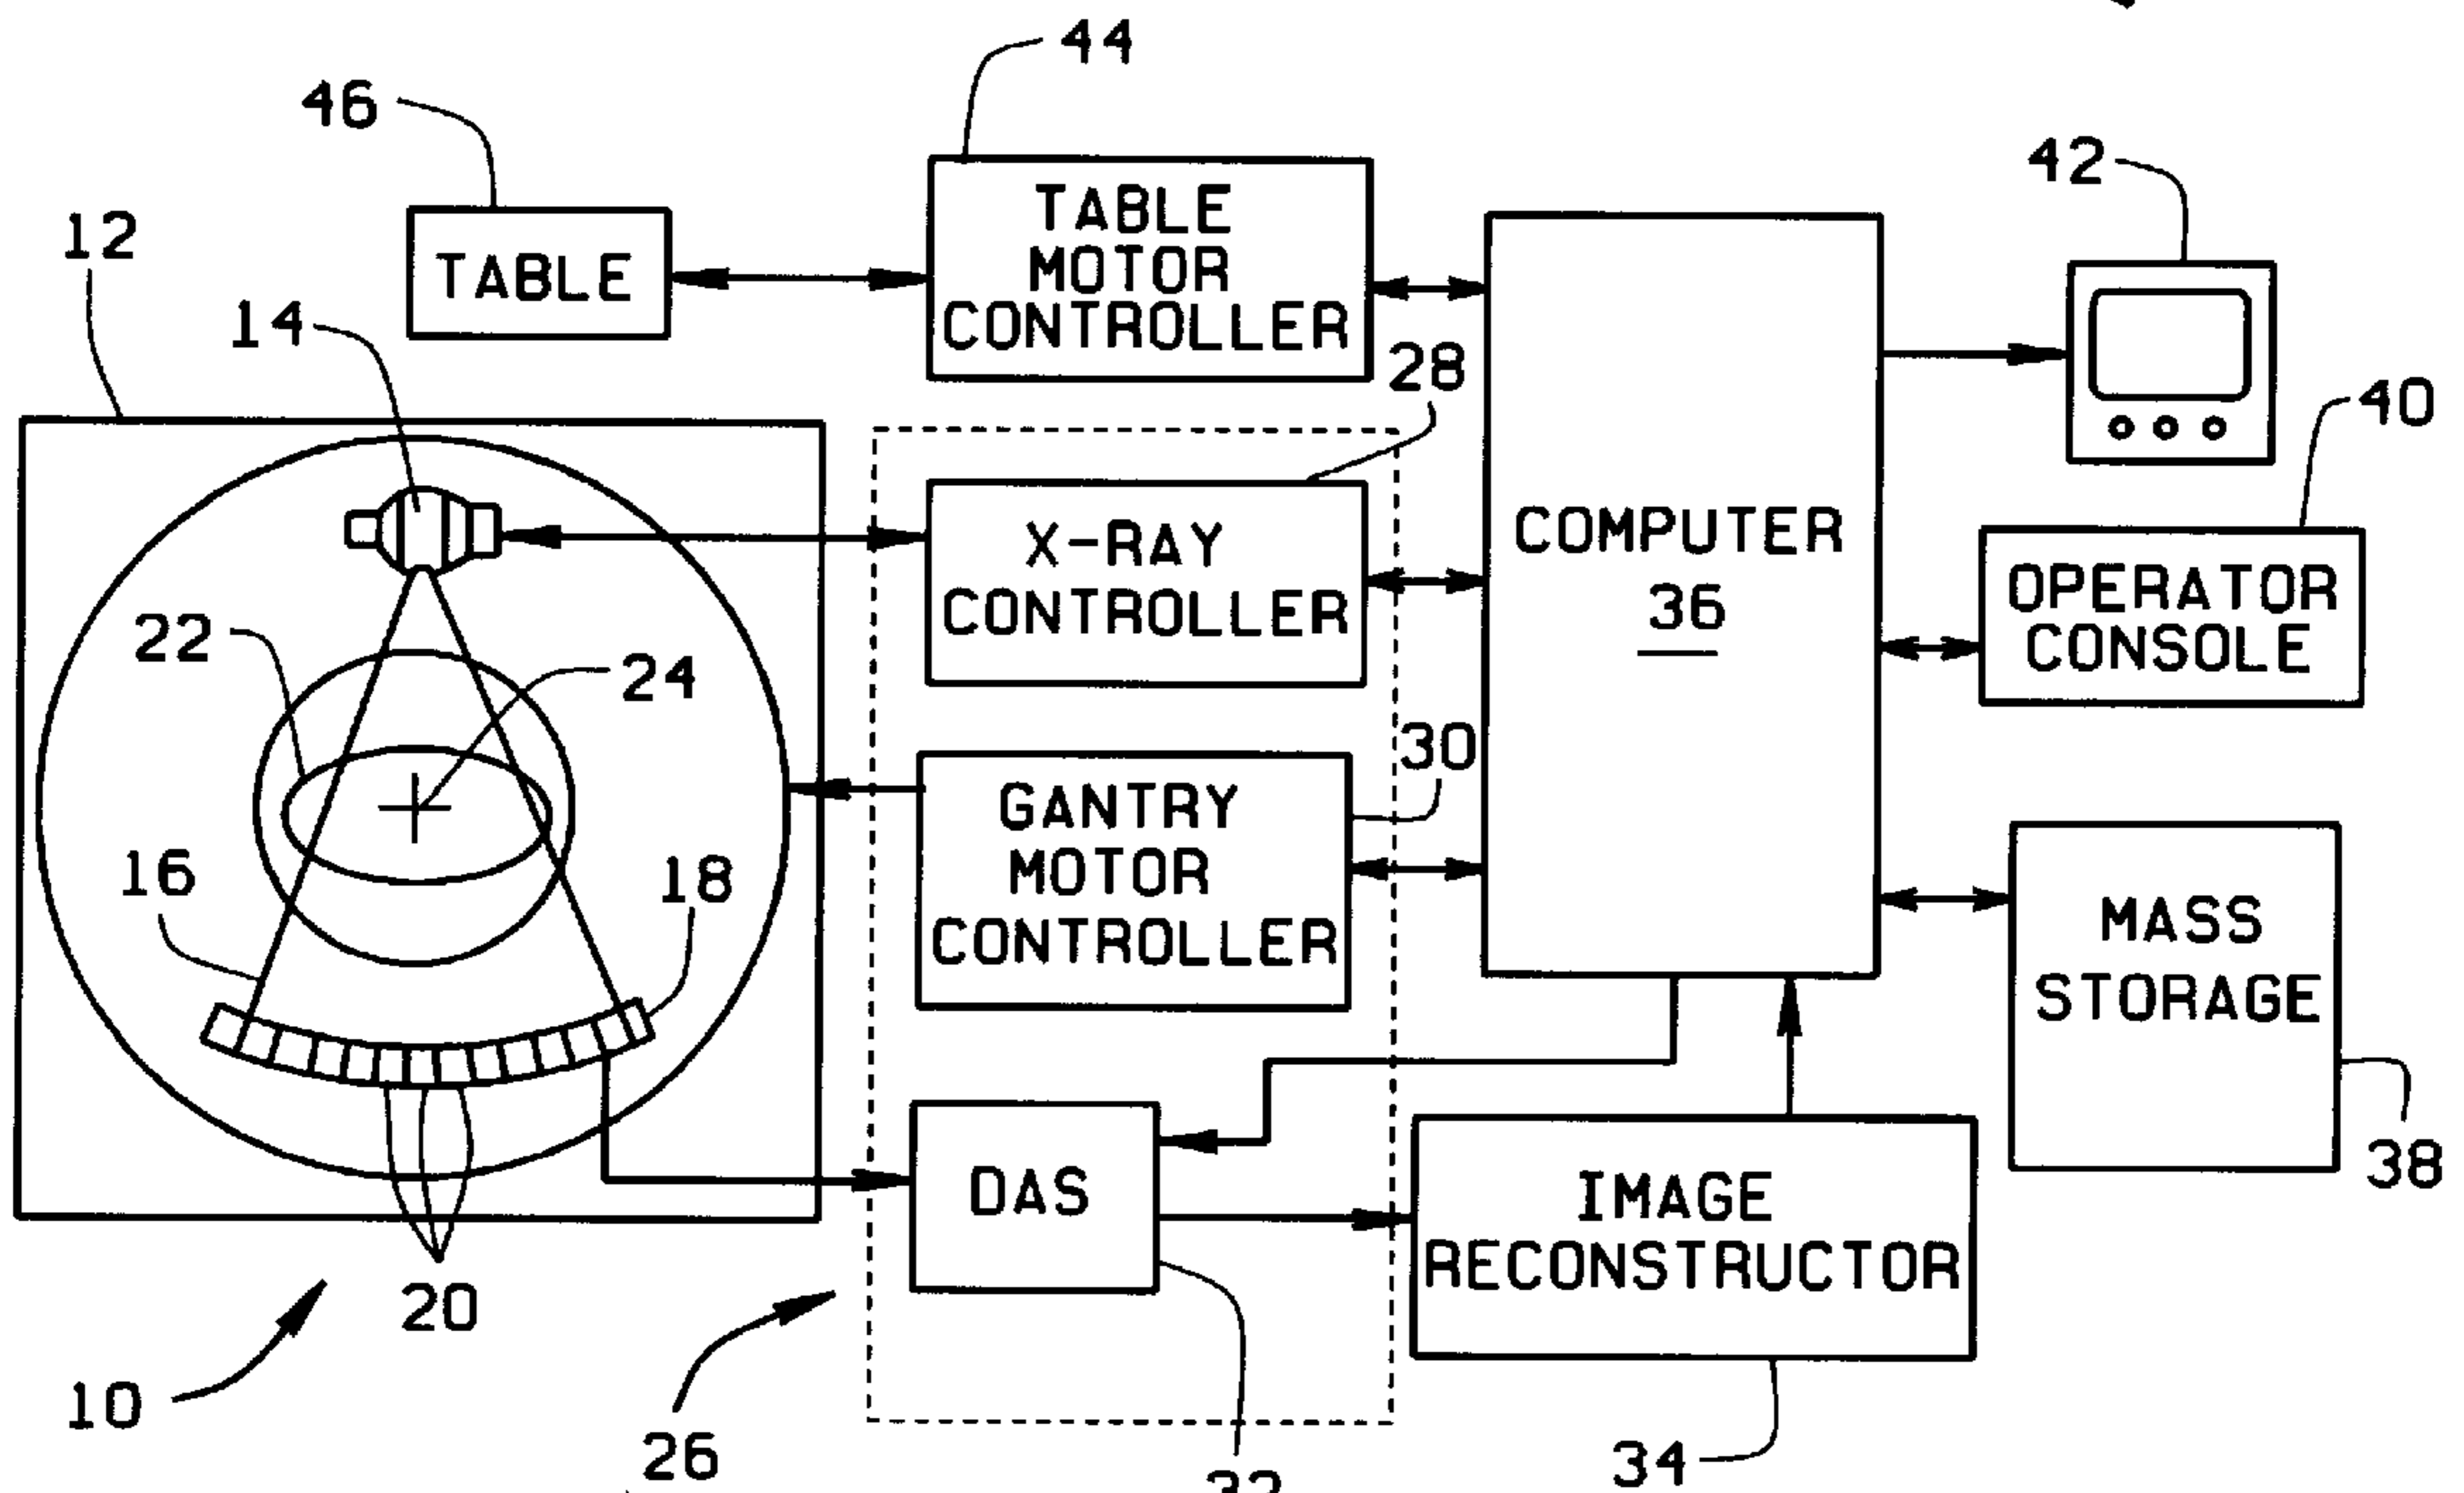 44
46
42
12
TABLE
MOTOR
CONTROLLER
TABLE
14
28
40
X-RAY
CONTROLLER
COMPUTER
36
OPERATOR
CONSOLE
22
24
30
GANTRY
MOTOR
CONTROLLER
16
18
MASS
STORAGE
38
DAS
IMAGE
RECONSTRUCTOR
20
10
26
32
34